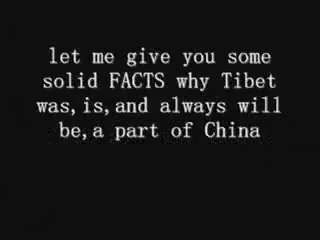 let me give you some
solid FACTS why Tibet
was,is,and always will
be,a part of China